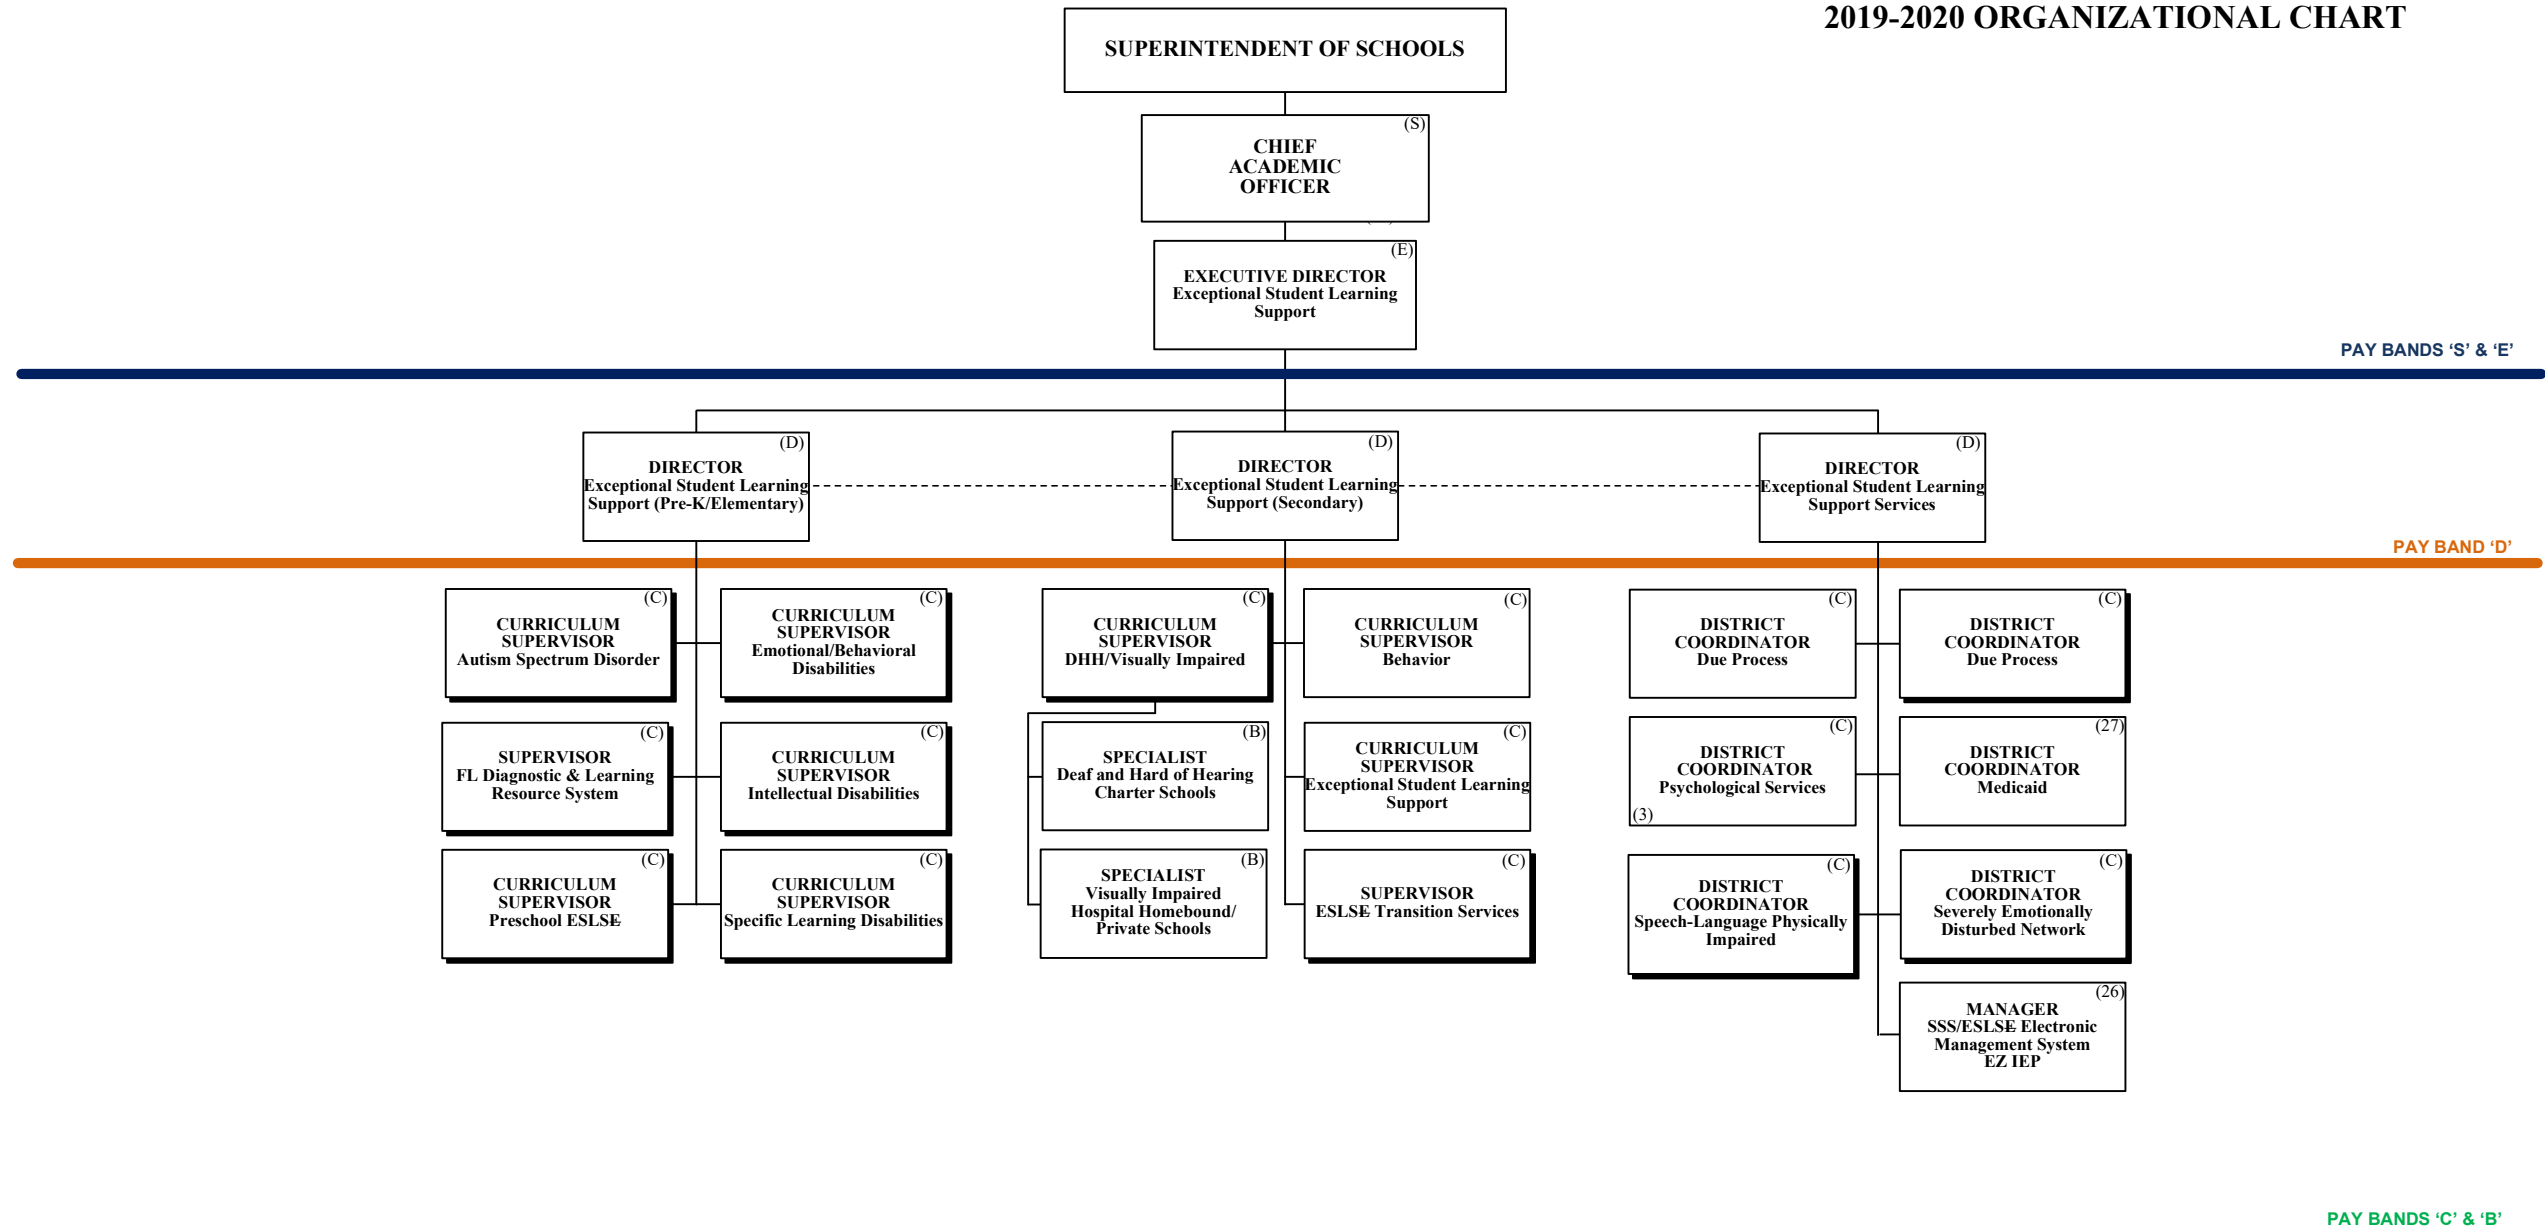 2019-2020 ORGANIZATIONAL CHART
SUPERINTENDENT OF SCHOOLS
(S)
CHIEF
ACADEMIC
OFFICER
(E)
EXECUTIVE DIRECTOR
Exceptional Student Learning
Support
PAY BANDS ‘S’ & ‘E’
(D)
DIRECTOR
Exceptional Student Learning
Support (Pre-K/Elementary)
(D)
DIRECTOR
Exceptional Student Learning
Support (Secondary)
(D)
DIRECTOR
Exceptional Student Learning
Support Services
PAY BAND ‘D’
(C)
CURRICULUM
SUPERVISOR
Autism Spectrum Disorder
(C)
CURRICULUM
SUPERVISOR
Emotional/Behavioral
Disabilities
(C)
SUPERVISOR
FL Diagnostic & Learning
Resource System
(C)
CURRICULUM
SUPERVISOR
Intellectual Disabilities
(C)
CURRICULUM
SUPERVISOR
Preschool ESLSE
(C)
CURRICULUM
SUPERVISOR
Specific Learning Disabilities
(C)
CURRICULUM
SUPERVISOR
DHH/Visually Impaired
(C)
CURRICULUM
SUPERVISOR
Behavior
(B)
SPECIALIST
Deaf and Hard of Hearing
Charter Schools
(C)
CURRICULUM
SUPERVISOR
Exceptional Student Learning
Support
(B)
SPECIALIST
Visually Impaired
Hospital Homebound/
Private Schools
(C)
SUPERVISOR
ESLSE Transition Services
(C)
DISTRICT
COORDINATOR
Due Process
(C)
DISTRICT
COORDINATOR
Due Process
(C)
DISTRICT
COORDINATOR
Psychological Services
(3)
(27)
DISTRICT
COORDINATOR
Medicaid
(C)
DISTRICT
COORDINATOR
Speech-Language Physically
Impaired
(C)
DISTRICT
COORDINATOR
Severely Emotionally
Disturbed Network
(26)
MANAGER
SSS/ESLSE Electronic
Management System
EZ IEP
PAY BANDS ‘C’ & ‘B’